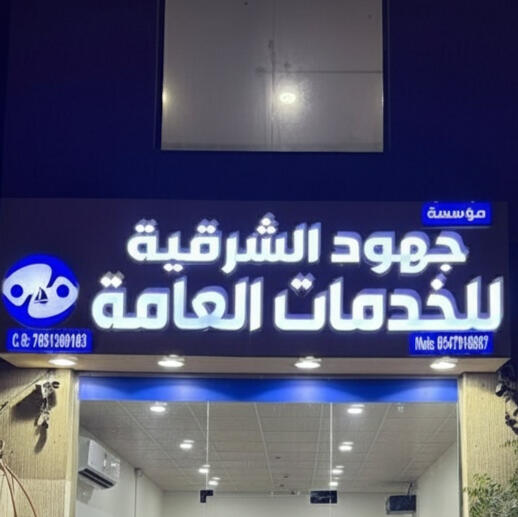 مؤسسة
جهود الشرقية
للخدمات العامة